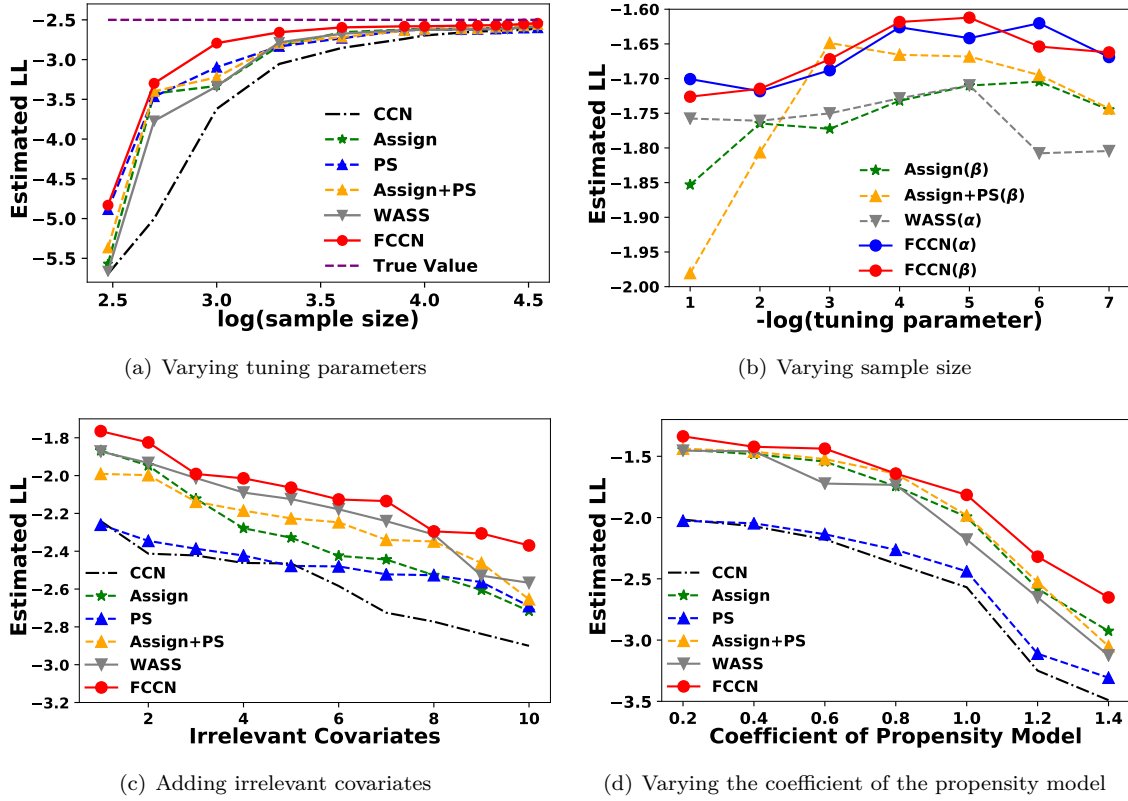 −2.5
−3.0
−3.5
−4.0
−4.5
−5.0
−5.5
Estimated LL
CCN
Assign
PS
Assign+PS
WASS
FCCN
True Value
2.5 3.0 3.5 4.0 4.5
log(sample size)
(a) Varying tuning parameters
−1.60
−1.65
−1.70
−1.75
−1.80
−1.85
−1.90
−1.95
−2.00
Estimated LL
Assign(β)
Assign+PS(β)
WASS(α)
FCCN(α)
FCCN(β)
1 2 3 4 5 6 7
-log(tuning parameter)
(b) Varying sample size
−1.8
−2.0
−2.2
−2.4
−2.6
−2.8
−3.0
−3.2
Estimated LL
CCN
Assign
PS
Assign+PS
WASS
FCCN
2 4 6 8 10
Irrelevant Covariates
(c) Adding irrelevant covariates
−1.5
−2.0
−2.5
−3.0
−3.5
Estimated LL
CCN
Assign
PS
Assign+PS
WASS
FCCN
0.2 0.4 0.6 0.8 1.0 1.2 1.4
Coefficient of Propensity Model
(d) Varying the coefficient of the propensity model